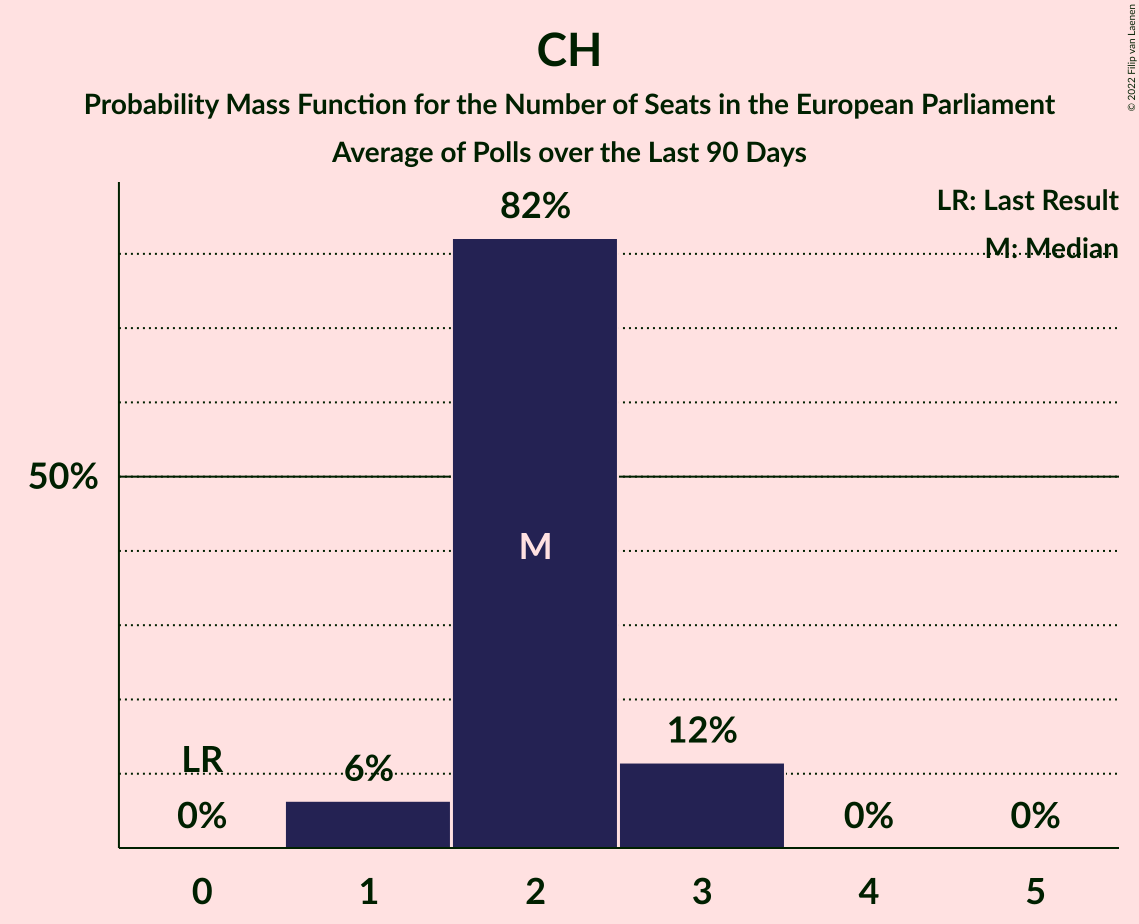 CH
Probability Mass Function for the Number of Seats in the European Parliament
Average of Polls over the Last 90 Days
© 2022 Filip van Laenen
LR: Last Result
M: Median
82%
50%
M
12%
LR
6%
0%
0%
0%
0 1 2 3 4 5